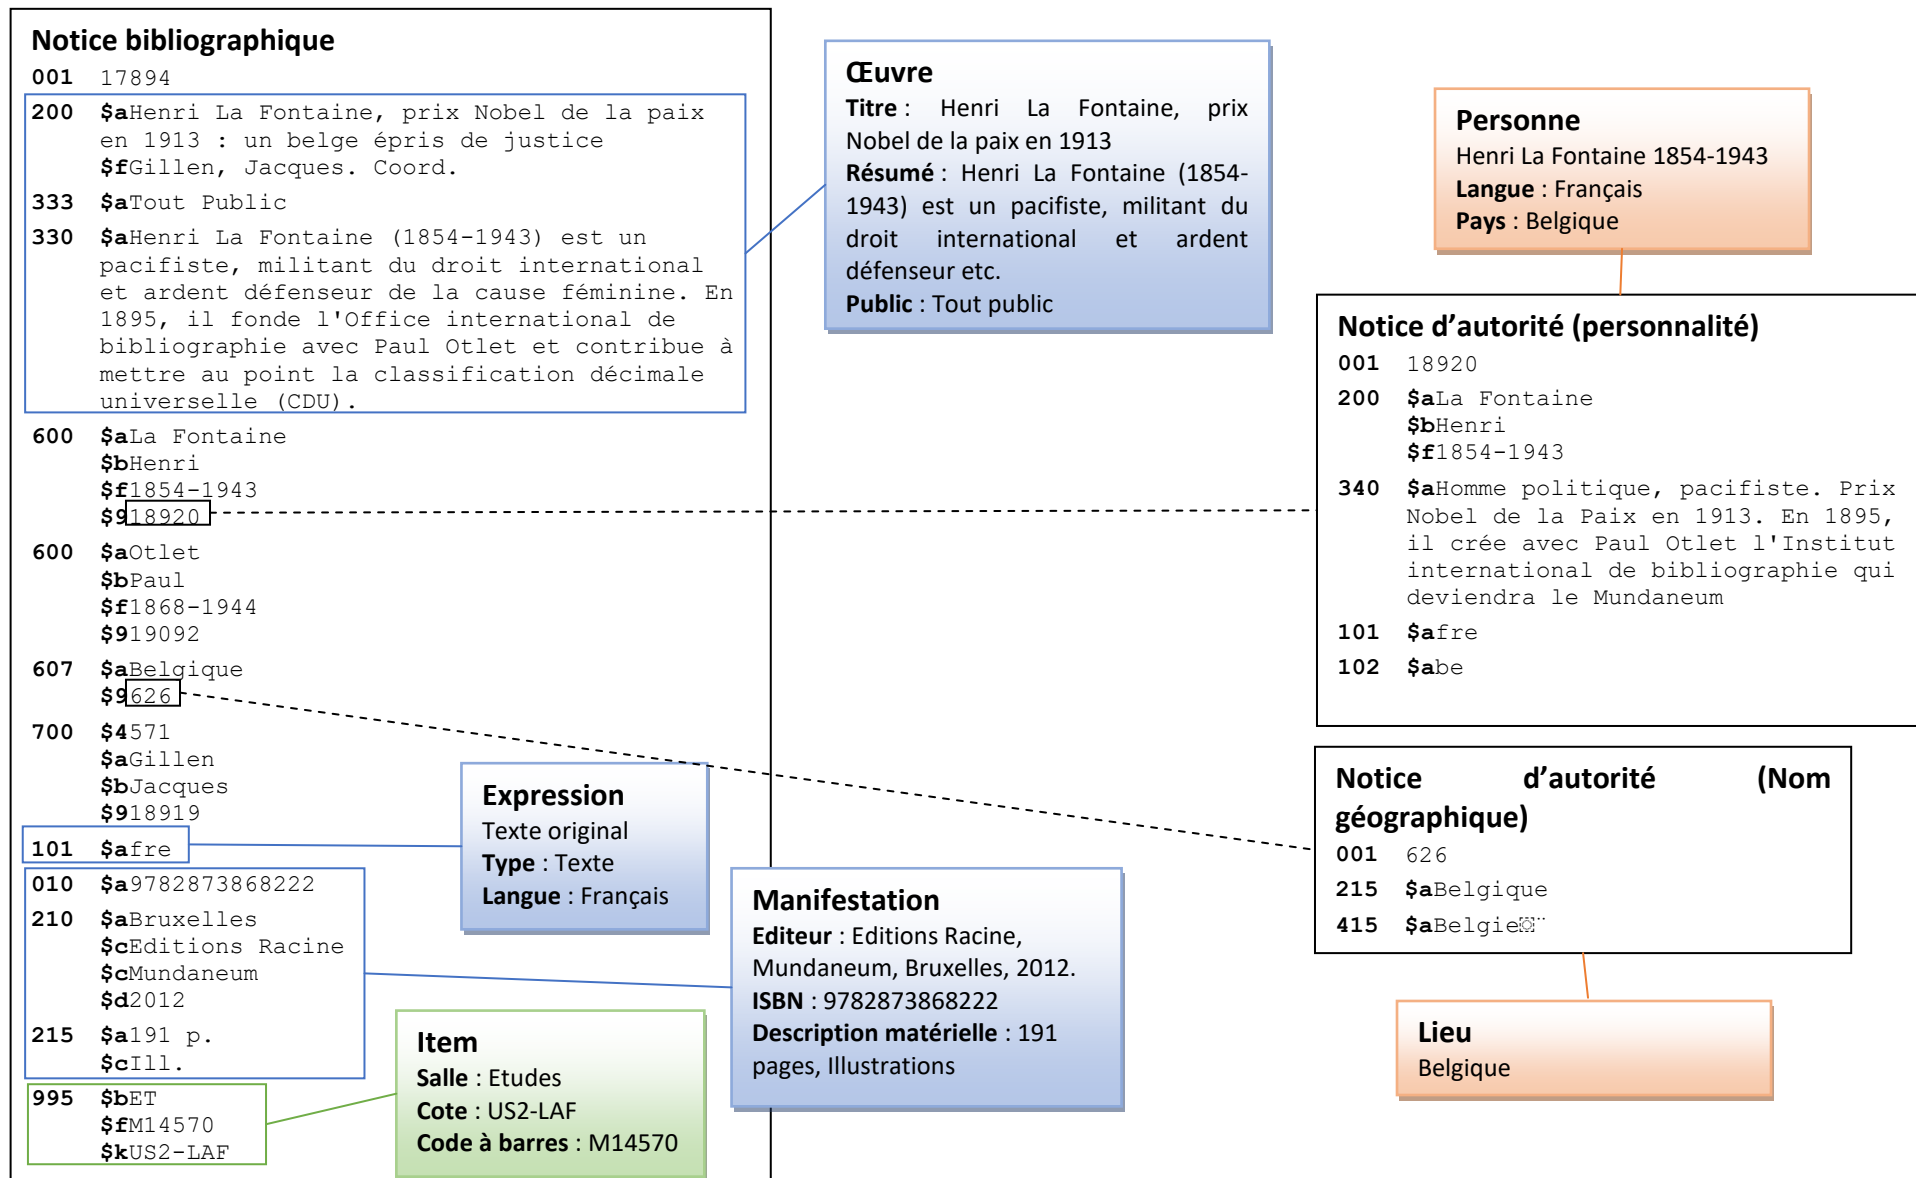 Notice bibliographique
001 17894
200 $aHenri La Fontaine, prix Nobel de la paix
en 1913 : un belge épris de justice
$fGillen, Jacques. Coord.
333 $aTout Public
330 $aHenri La Fontaine (1854-1943) est un
pacifiste, militant du droit international
et ardent défenseur de la cause féminine. En
1895, il fonde l'Office international de
bibliographie avec Paul Otlet et contribue à
mettre au point la classification décimale
universelle (CDU).
600 $aLa Fontaine
$bHenri
$f1854-1943
$918920
600 $aOtlet
$bPaul
$f1868-1944
$919092
607 $aBelgique
$9626
700 $4571
$aGillen
$bJacques
$918919
101 $afre
010 $a9782873868222
210 $aBruxelles
$cEditions Racine
$cMundaneum
$d2012
215 $a191 p.
$cIll.
995 $bET
$fM14570
$kUS2-LAF
Œuvre
Titre : Henri La Fontaine, prix
Nobel de la paix en 1913
Résumé : Henri La Fontaine (1854-
1943) est un pacifiste, militant du
droit international et ardent
défenseur etc.
Public : Tout public
Expression
Texte original
Type : Texte
Langue : Français
Manifestation
Editeur : Editions Racine,
Mundaneum, Bruxelles, 2012.
ISBN : 9782873868222
Description matérielle : 191
pages, Illustrations
Item
Salle : Etudes
Cote : US2-LAF
Code à barres : M14570
Personne
Henri La Fontaine 1854-1943
Langue : Français
Pays : Belgique
Notice d'autorité (personnalité)
001 18920
200 $aLa Fontaine
$bHenri
$f1854-1943
340 $aHomme politique, pacifiste. Prix
Nobel de la Paix en 1913. En 1895,
il crée avec Paul Otlet l'Institut
international de bibliographie qui
deviendra le Mundaneum
101 $afre
102 $abe
Notice d'autorité (Nom
géographique)
001 626
215 $aBelgique
415 $aBelgie¨
Lieu
Belgique